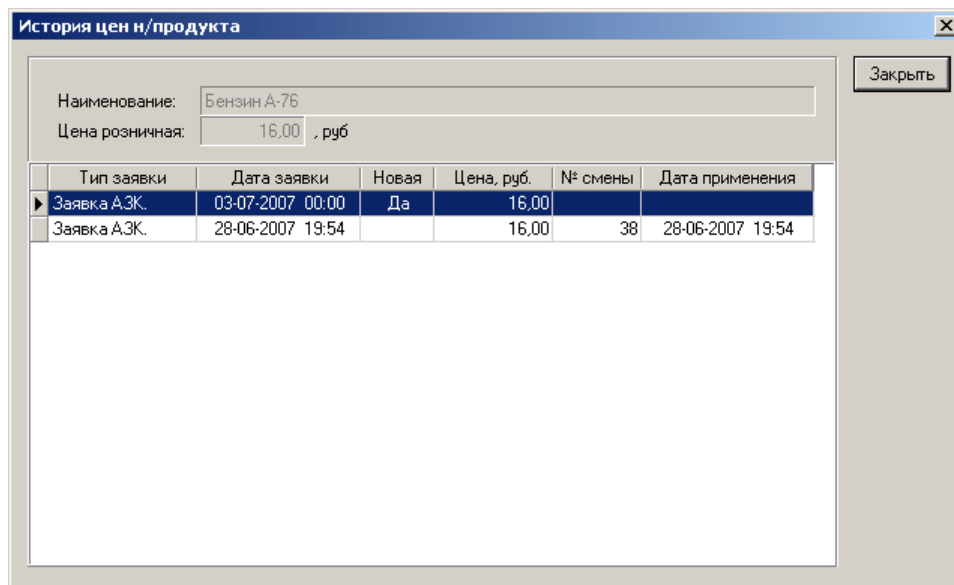 История цен н/продукта
Закрыть
Наименование: Бензин А-76
Цена розничная: 16,00 , руб
Тип заявки Дата заявки Новая Цена, руб. № смены Дата применения
Заявка АЗК. 03-07-2007 00:00 Да 16,00
Заявка АЗК. 28-06-2007 19:54 16,00 38 28-06-2007 19:54